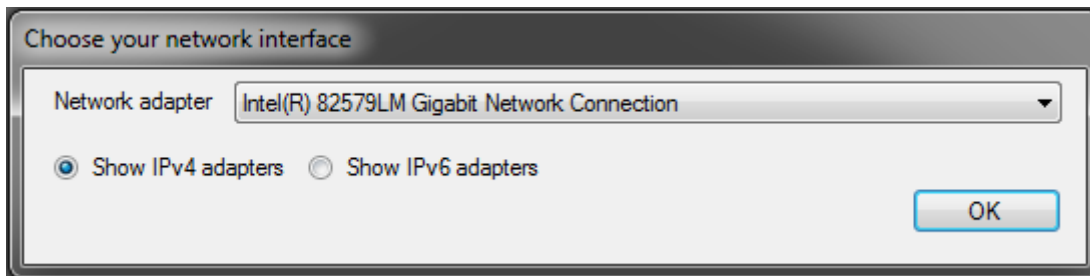 Choose your network interface
Network adapter Intel(R) 82579LM Gigabit Network Connection
Show IPv4 adapters Show IPv6 adapters
OK